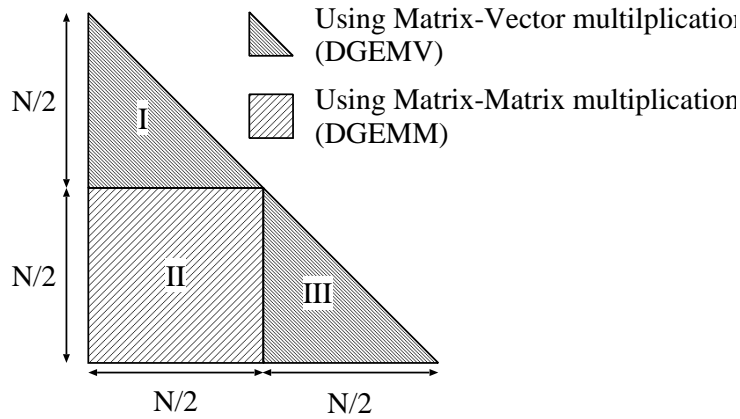 Using Matrix-Vector multilplication
(DGEMV)
N/2
Using Matrix-Matrix multiplication
(DGEMM)
I
N/2
II
III
N/2
N/2